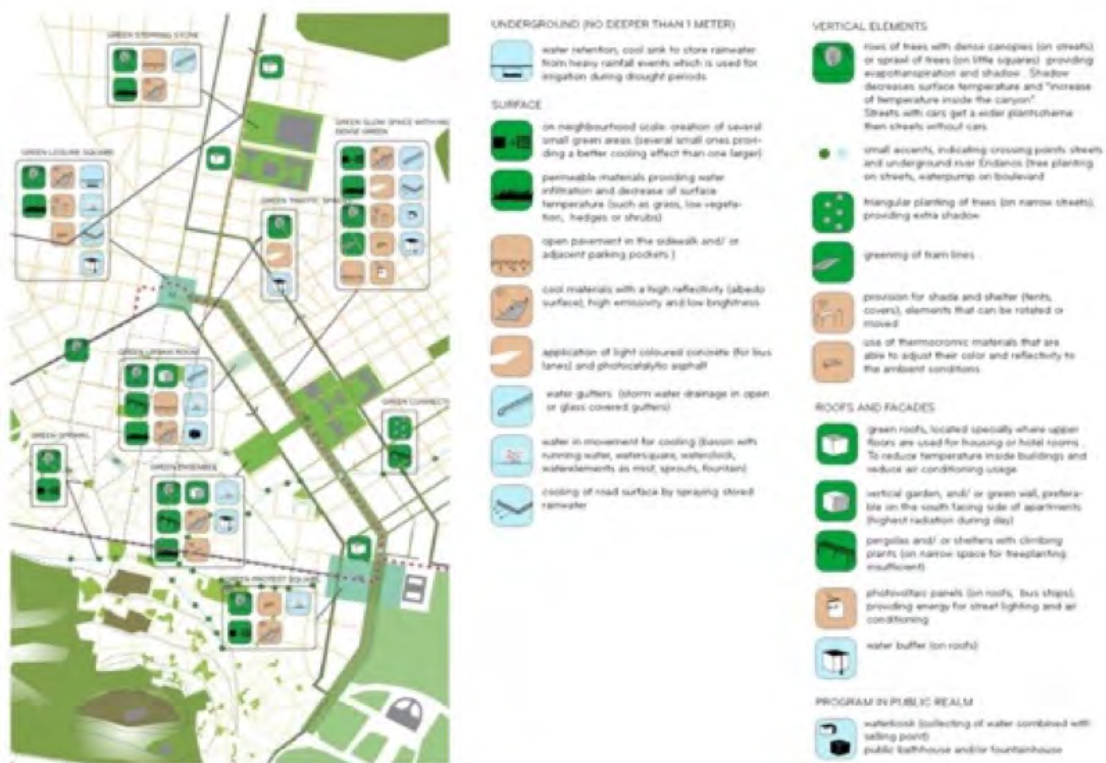 GREEN STEPPING STONE
GREEN SLOW SPACE WITH
DENSE GREEN
GREEN LEISURE SQUARE
GREEN TRAFFIC
GREEN URBAN ROOM
GREEN CONNECT
GREEN SPRAWL
GREEN ENSEMBLE
GREEN PROTEST SQUARE
UNDERGROUND (NO DEEPER THAN 1 METER)
water retention, cool sink to store rainwater
from heavy rainfall events which is used for
irrigation during drought periods
SURFACE
on neighbourhood scale: creation of several
small green areas (several small ones provi-
ding a better cooling effect than one larger)
permeable materials providing water
infiltration and decrease of surface
temperature (such as grass, low vegeta-
tion, hedges or shrubs)
open pavement in the sidewalk and/ or
adjacent parking pockets )
cool materials with a high reflectivity (albedo
surface), high emissivity and low brightness
application of light coloured concrete (for bus
lanes) and photocatalytic asphalt
water gutters (storm water drainage in open
or glass covered gutters)
water in movement for cooling (bassin with
running water, watersquare, waterclock,
waterelements as mist, sprouts, fountain)
cooling of road surface by spraying stored
rainwater
VERTICAL ELEMENTS
rows of trees with dense canopies (on streets)
or sprawl of trees (on little squares) providing
evapotranspiration and shadow . Shadow
decreases surface temperature and "increase
of temperature inside the canyon"
Streets with cars get a wider plantscheme
then streets without cars
small accents, indicating crossing points streets
and underground river Eridanos (tree planting
on streets, waterpump on boulevard
triangular planting of trees (on narrow streets),
providing extra shadow
greening of tram lines
provision for shade and shelter (tents,
covers), elements that can be rotated or
moved
use of thermocromic materials that are
able to adjust their color and reflectivity to
the ambient conditions
ROOFS AND FACADES
green roofs, located specially where upper
floors are used for housing or hotel rooms .
To reduce temperature inside buildings and
reduce air conditioning usage
vertical garden, and/ or green wall, prefera-
ble on the south facing side of apartments
(highest radiation during day)
pergolas and/ or shelters with climbing
plants (on narrow space for treeplanting
insufficient)
photovoltaic panels (on roofs, bus stops),
providing energy for street lighting and air
conditioning
water buffer (on roofs)
PROGRAM IN PUBLIC REALM
waterkiosk (collecting of water combined with
selling point)
public bathhouse and/or fountainhouse